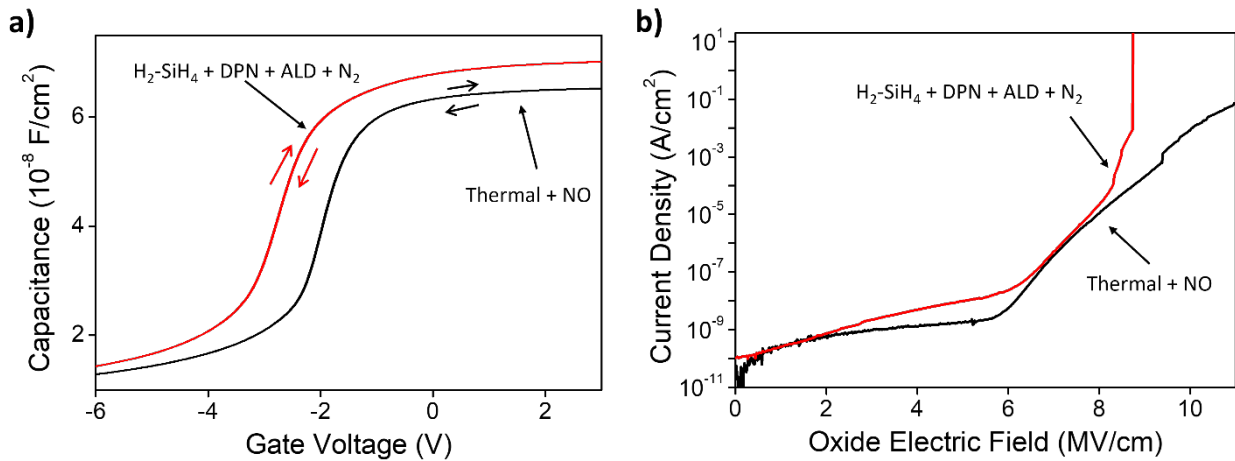 a)
Capacitance (10⁻⁸ F/cm²)
6
4
2
H₂-SiH₄ + DPN + ALD + N₂
Thermal + NO
-6 -4 -2 0 2
Gate Voltage (V)
b)
Current Density (A/cm²)
10¹
10⁻¹
10⁻³
10⁻⁵
10⁻⁷
10⁻⁹
10⁻¹¹
H₂-SiH₄ + DPN + ALD + N₂
Thermal + NO
0 2 4 6 8 10
Oxide Electric Field (MV/cm)